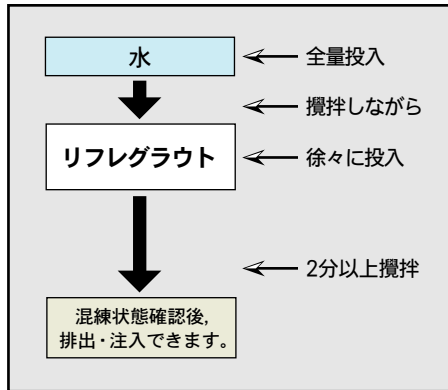 水
全量投入
攪拌しながら
リフレグラウト
徐々に投入
2分以上攪拌
混練状態確認後,
排出・注入できます。